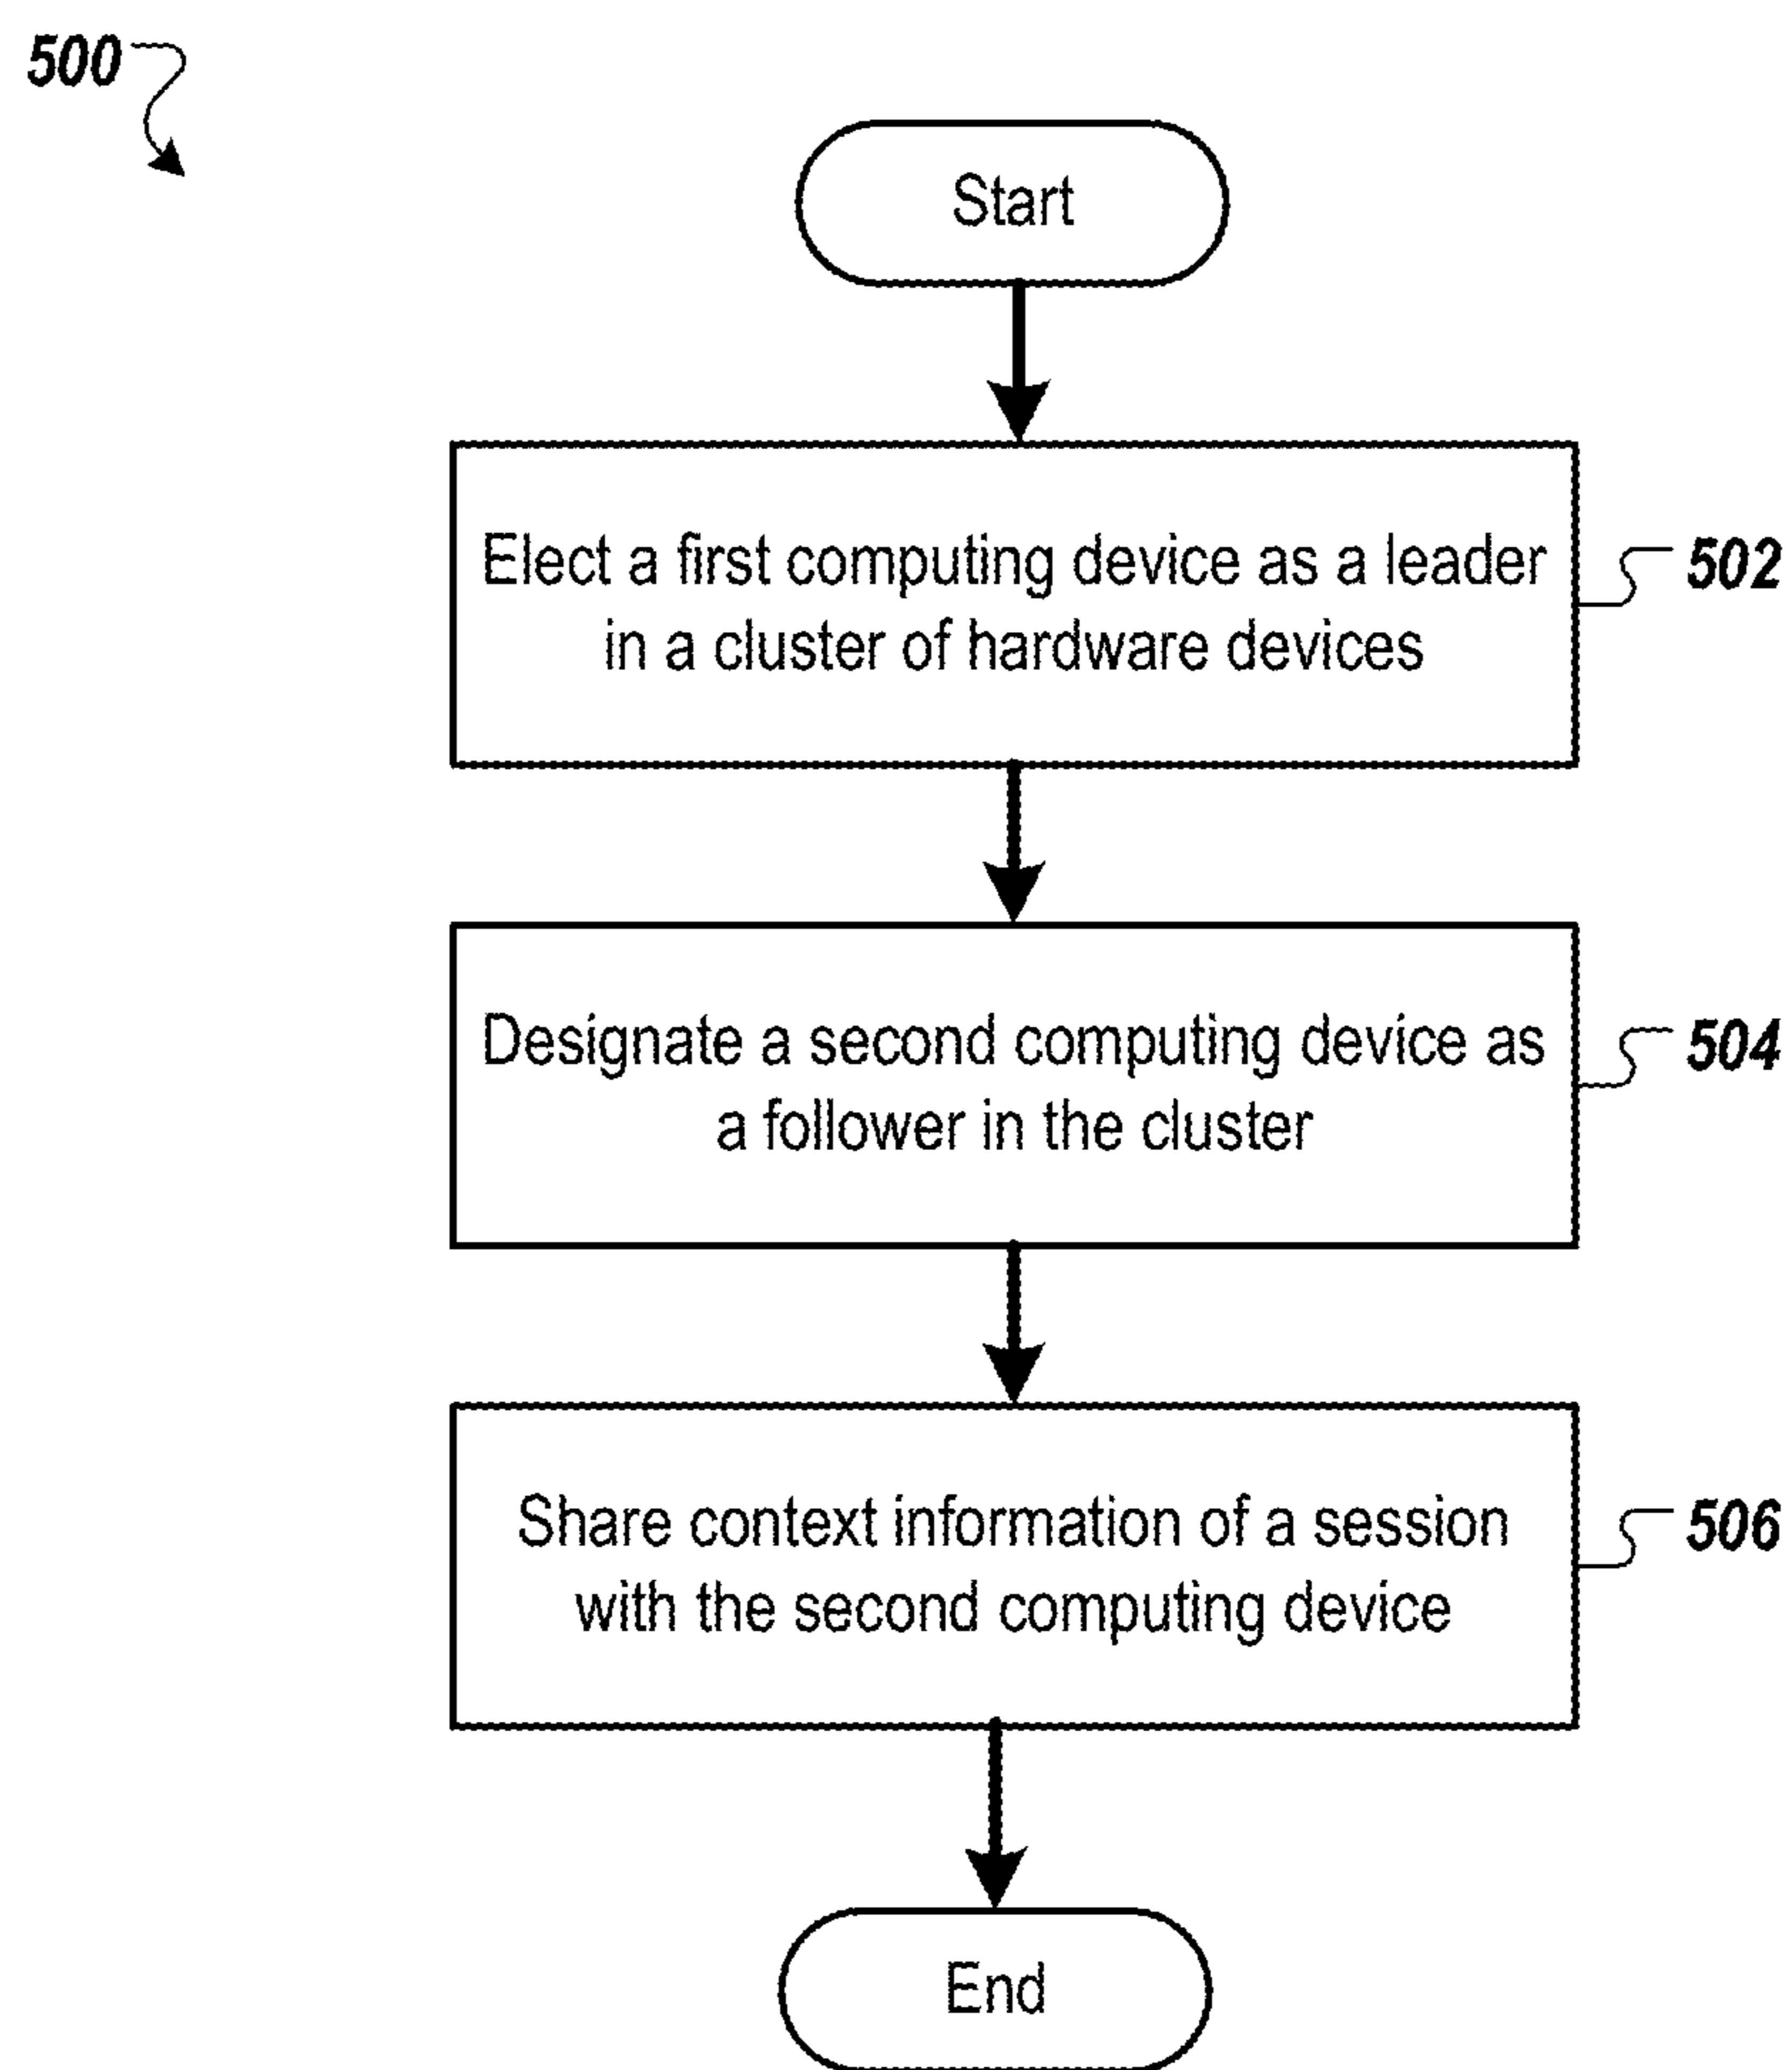 500
Start
Elect a first computing device as a leader
in a cluster of hardware devices
502
Designate a second computing device as
a follower in the cluster
504
Share context information of a session
with the second computing device
506
End